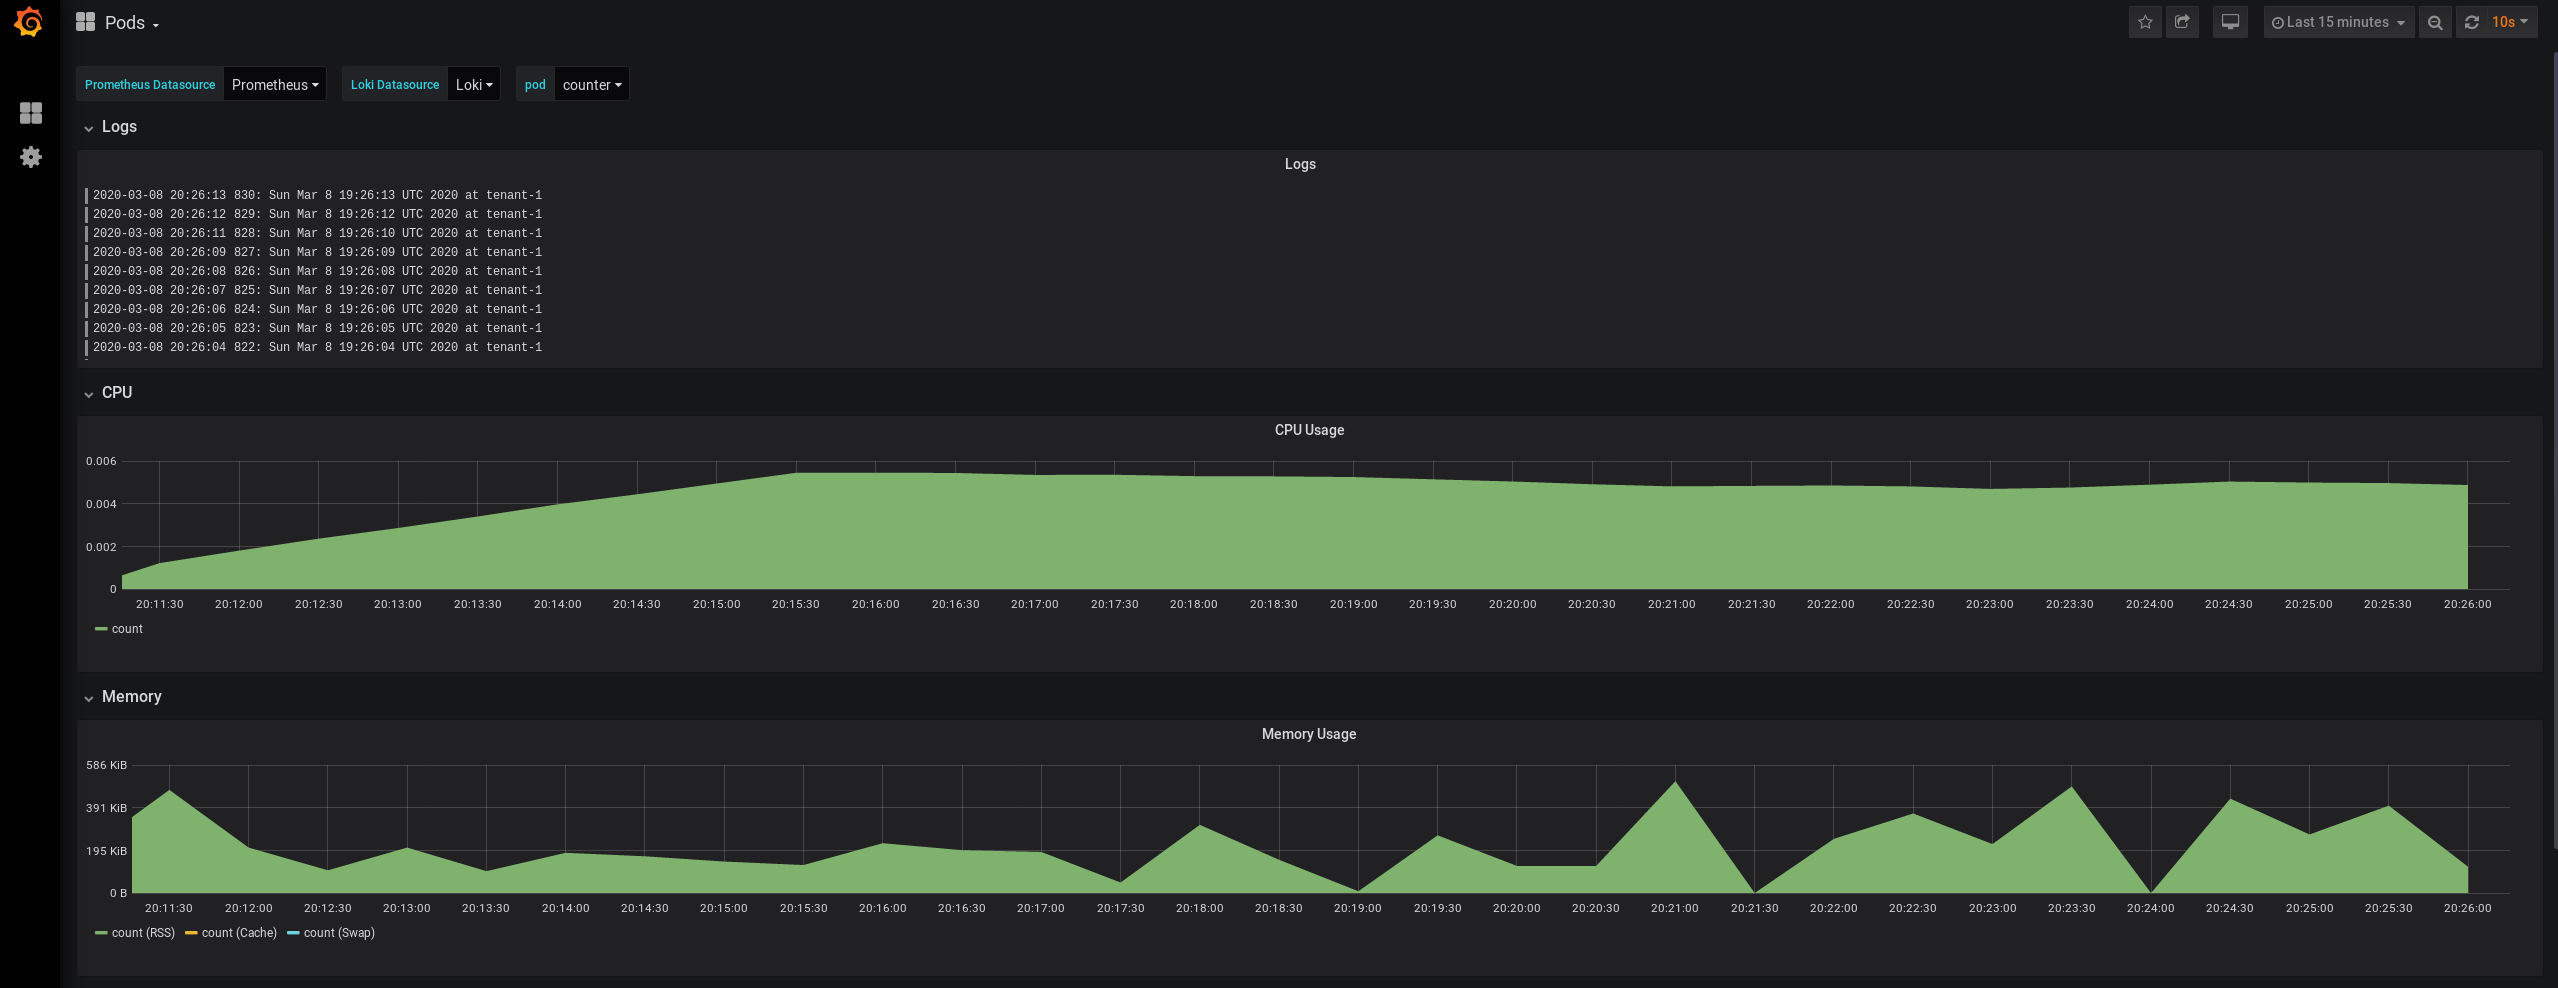 Pods
Last 15 minutes 10s
Prometheus Datasource Prometheus Loki Datasource Loki pod counter
Logs
Logs
2020-03-08 20:26:13 830: Sun Mar 8 19:26:13 UTC 2020 at tenant-1
2020-03-08 20:26:12 829: Sun Mar 8 19:26:12 UTC 2020 at tenant-1
2020-03-08 20:26:11 828: Sun Mar 8 19:26:10 UTC 2020 at tenant-1
2020-03-08 20:26:09 827: Sun Mar 8 19:26:09 UTC 2020 at tenant-1
2020-03-08 20:26:08 826: Sun Mar 8 19:26:08 UTC 2020 at tenant-1
2020-03-08 20:26:07 825: Sun Mar 8 19:26:07 UTC 2020 at tenant-1
2020-03-08 20:26:06 824: Sun Mar 8 19:26:06 UTC 2020 at tenant-1
2020-03-08 20:26:05 823: Sun Mar 8 19:26:05 UTC 2020 at tenant-1
2020-03-08 20:26:04 822: Sun Mar 8 19:26:04 UTC 2020 at tenant-1
CPU
CPU Usage
0.006
0.004
0.002
0
20:11:30 20:12:00 20:12:30 20:13:00 20:13:30 20:14:00 20:14:30 20:15:00 20:15:30 20:16:00 20:16:30 20:17:00 20:17:30 20:18:00 20:18:30 20:19:00 20:19:30 20:20:00 20:20:30 20:21:00 20:21:30 20:22:00 20:22:30 20:23:00 20:23:30 20:24:00 20:24:30 20:25:00 20:25:30 20:26:00
count
Memory
Memory Usage
586 KiB
391 KiB
195 KiB
0 B
20:11:30 20:12:00 20:12:30 20:13:00 20:13:30 20:14:00 20:14:30 20:15:00 20:15:30 20:16:00 20:16:30 20:17:00 20:17:30 20:18:00 20:18:30 20:19:00 20:19:30 20:20:00 20:20:30 20:21:00 20:21:30 20:22:00 20:22:30 20:23:00 20:23:30 20:24:00 20:24:30 20:25:00 20:25:30 20:26:00
count (RSS) count (Cache) count (Swap)